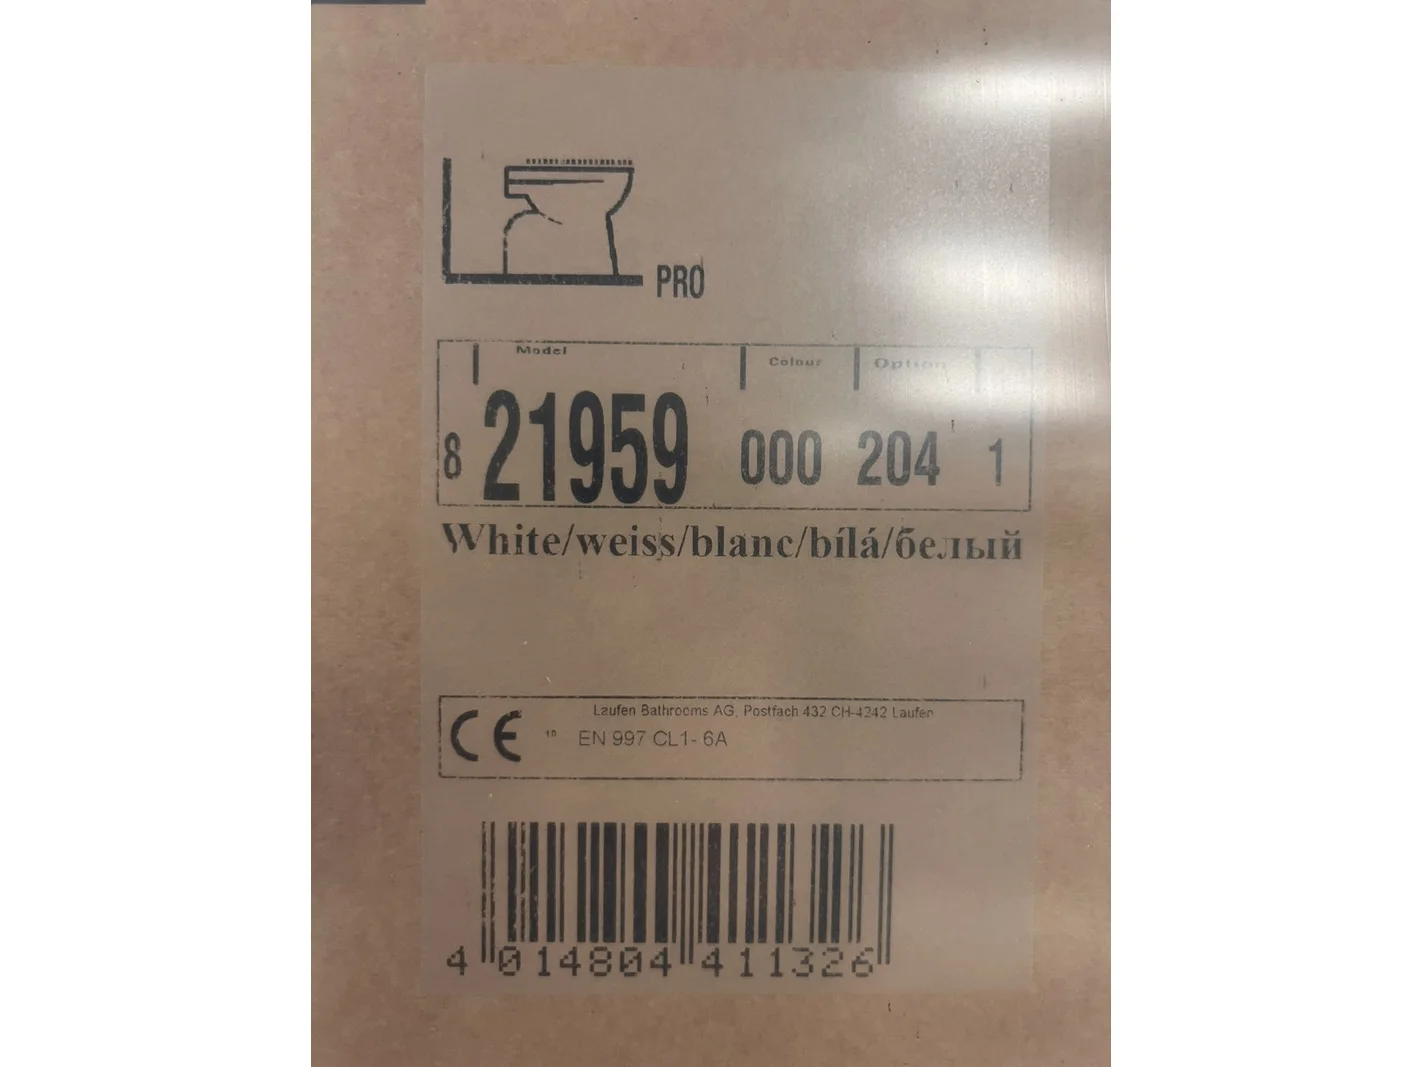 PRO
Model Colour Option
8 21959 000 204 1
White/weiss/blanc/bílá/белый
Laufen Bathrooms AG, Postfach 432 CH-4242 Laufen
CE 10 EN 997 CL1- 6A
4 014804 411326